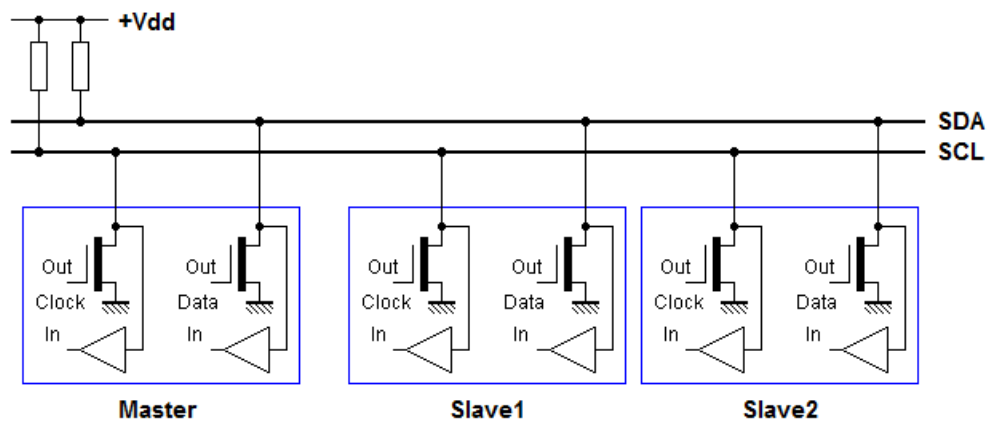 +Vdd
SDA
SCL
Out Out Out Out Out Out
Clock Data Clock Data Clock Data
In In In In In In
Master Slave1 Slave2